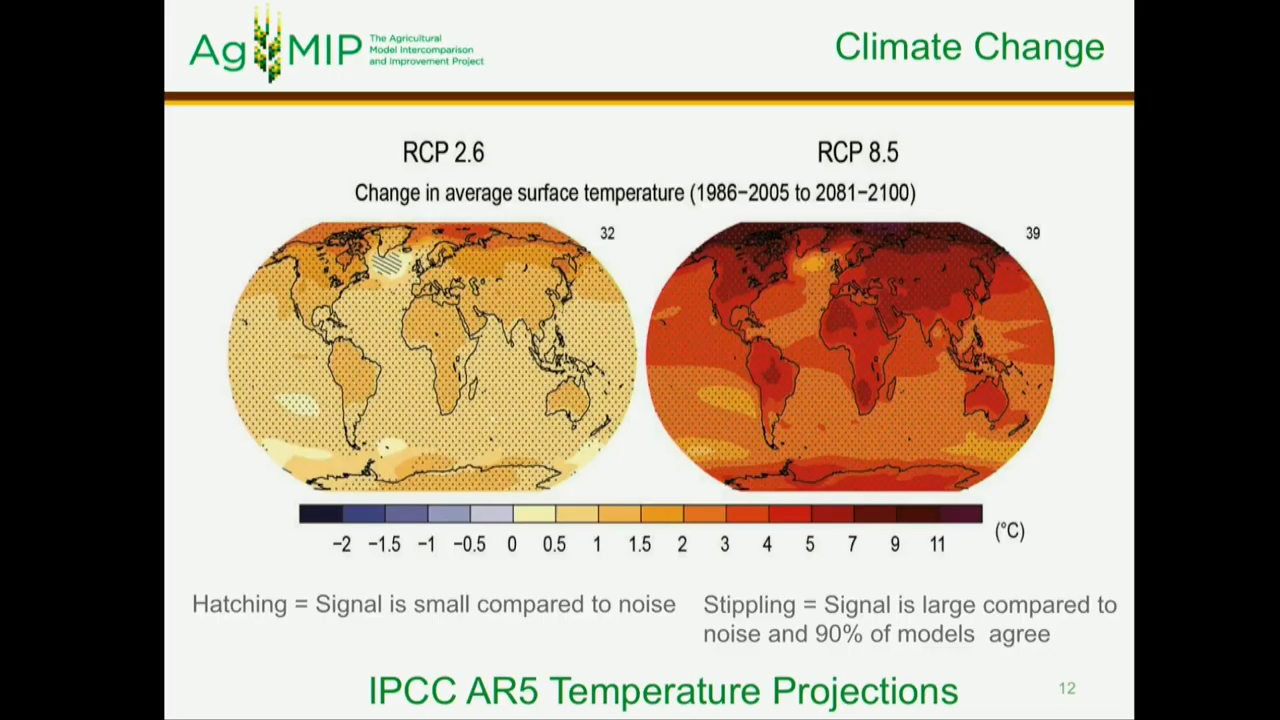 AgMIP
The Agricultural
Model Intercomparison
and Improvement Project
Climate Change
RCP 2.6
RCP 8.5
Change in average surface temperature (1986−2005 to 2081−2100)
32
39
−2 −1.5 −1 −0.5 0 0.5 1 1.5 2 3 4 5 7 9 11
(°C)
Hatching = Signal is small compared to noise
Stippling = Signal is large compared to
noise and 90% of models agree
IPCC AR5 Temperature Projections
12